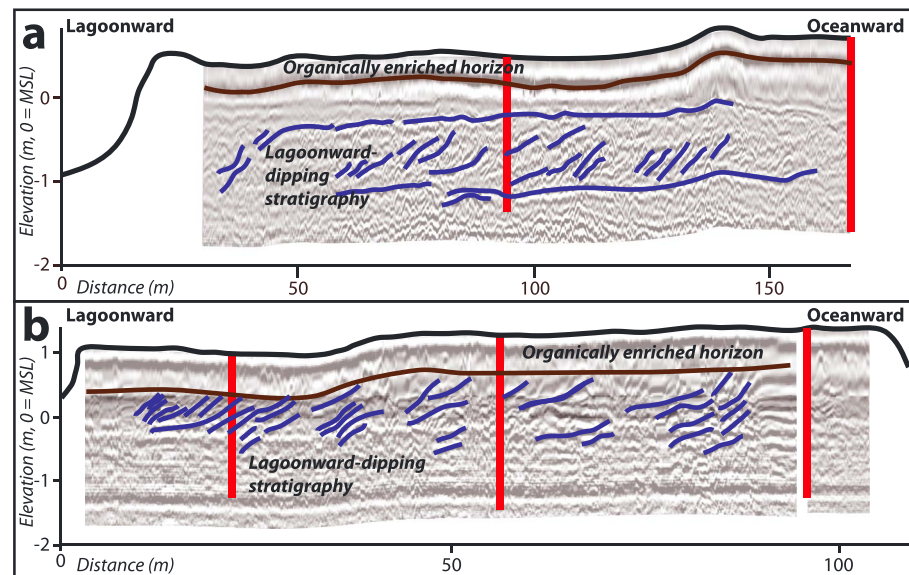 a
Lagoonward
Oceanward
Organically enriched horizon
Lagoonward-
dipping
stratigraphy
Elevation (m, 0 = MSL)
0
-1
-2
0
Distance (m)
50
100
150
b
Lagoonward
Oceanward
Organically enriched horizon
Lagoonward-dipping
stratigraphy
Elevation (m, 0 = MSL)
1
0
-1
-2
0
Distance (m)
50
100